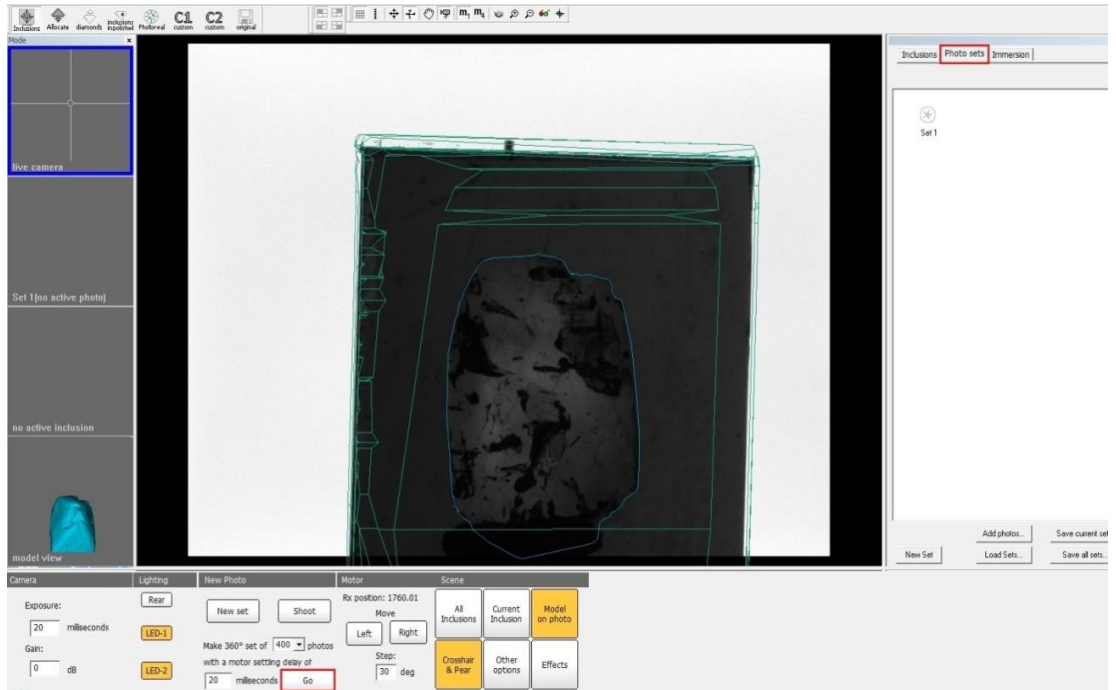 Inclusions Allocate diamonds inclusions inpolished Photoreal C1 custom C2 custom original
m1 m4
Mode x
live camera
Set 1(no active photo)
no active inclusion
model view
Inclusions Photo sets Immersion
Set 1
Add photos... Save current set
New Set Load Sets... Save all sets...
Camera Lighting New Photo Motor Scene
Exposure:
20 miliseconds
Gain:
0 dB
Rear
LED-1
LED-2
New set Shoot
Make 360° set of 400 photos
with a motor setting delay of
20 miliseconds Go
Rx position: 1760.01
Move
Left Right
Step:
30 deg
All Inclusions
Current Inclusion
Model on photo
Crosshair & Pear
Other options
Effects